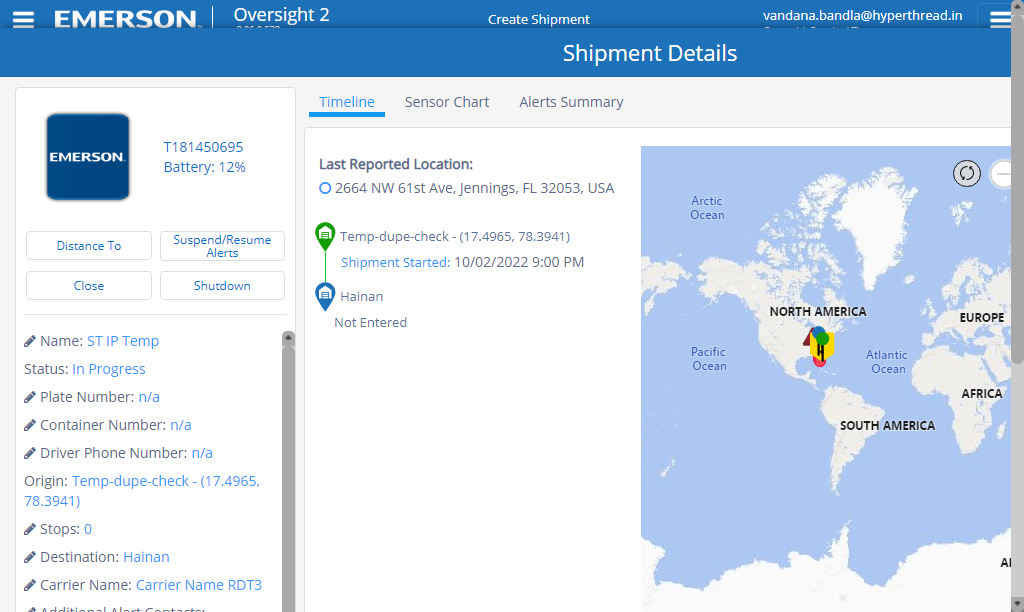 EMERSON
Oversight 2
Create Shipment
vandana.bandla@hyperthread.in
Shipment Details
EMERSON
T181450695
Battery: 12%
Distance To
Suspend/Resume
Alerts
Close
Shutdown
Name: ST IP Temp
Status: In Progress
Plate Number: n/a
Container Number: n/a
Driver Phone Number: n/a
Origin: Temp-dupe-check - (17.4965,
78.3941)
Stops: 0
Destination: Hainan
Carrier Name: Carrier Name RDT3
Additional Alert Contacts:
Timeline
Sensor Chart
Alerts Summary
Last Reported Location:
2664 NW 61st Ave, Jennings, FL 32053, USA
Temp-dupe-check - (17.4965, 78.3941)
Shipment Started: 10/02/2022 9:00 PM
Hainan
Not Entered
Arctic
Ocean
NORTH AMERICA
EUROPE
Pacific
Ocean
Atlantic
Ocean
AFRICA
SOUTH AMERICA